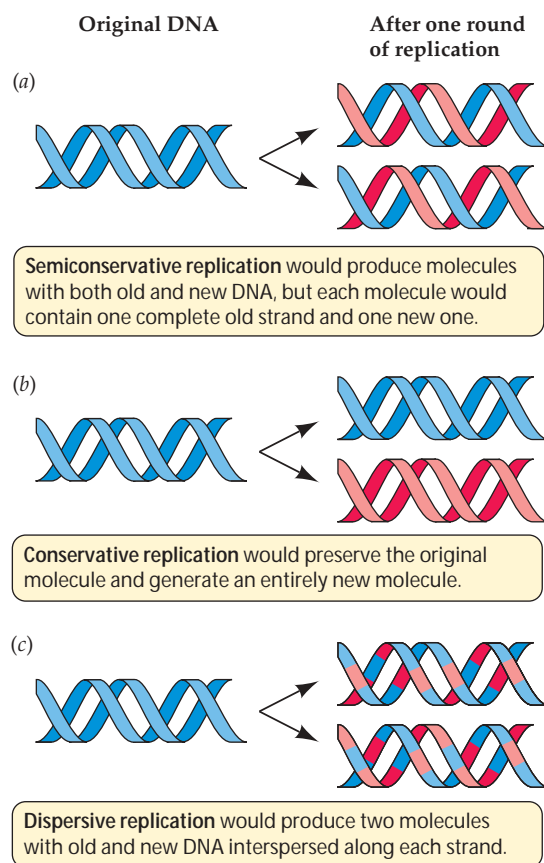 Original DNA
After one round
of replication
(a)
Semiconservative replication would produce molecules
with both old and new DNA, but each molecule would
contain one complete old strand and one new one.
(b)
Conservative replication would preserve the original
molecule and generate an entirely new molecule.
(c)
Dispersive replication would produce two molecules
with old and new DNA interspersed along each strand.